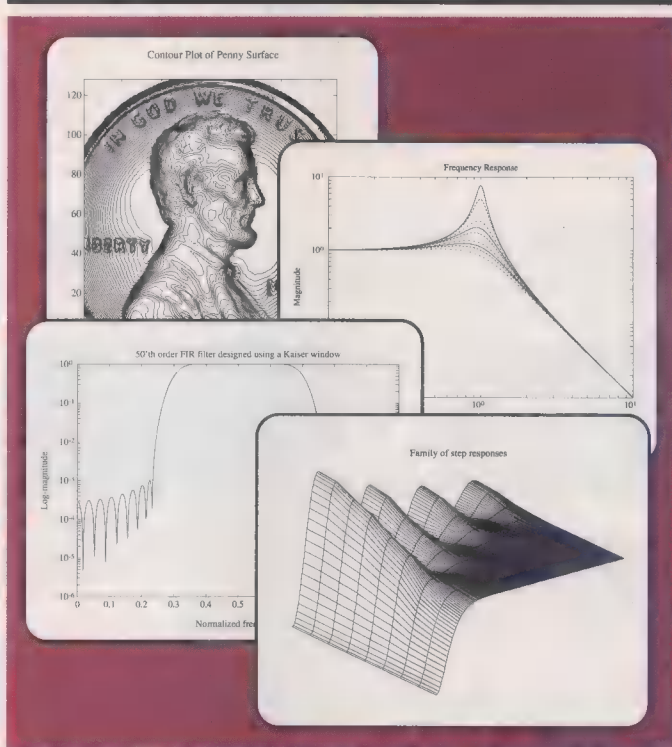 Contour Plot of Penny Surface
120
100
80
60
40
20
IN GOD WE TRUS
LIBERTY
1
Frequency Response
Magnitude
10¹
10⁰
10⁰
10¹
50'th order FIR filter designed using a Kaiser window
Log-magnitude
10⁰
10⁻¹
10⁻²
10⁻³
10⁻⁴
10⁻⁵
10⁻⁶
0
0.1
0.2
0.3
0.4
0.5
Normalized fre
Family of step responses